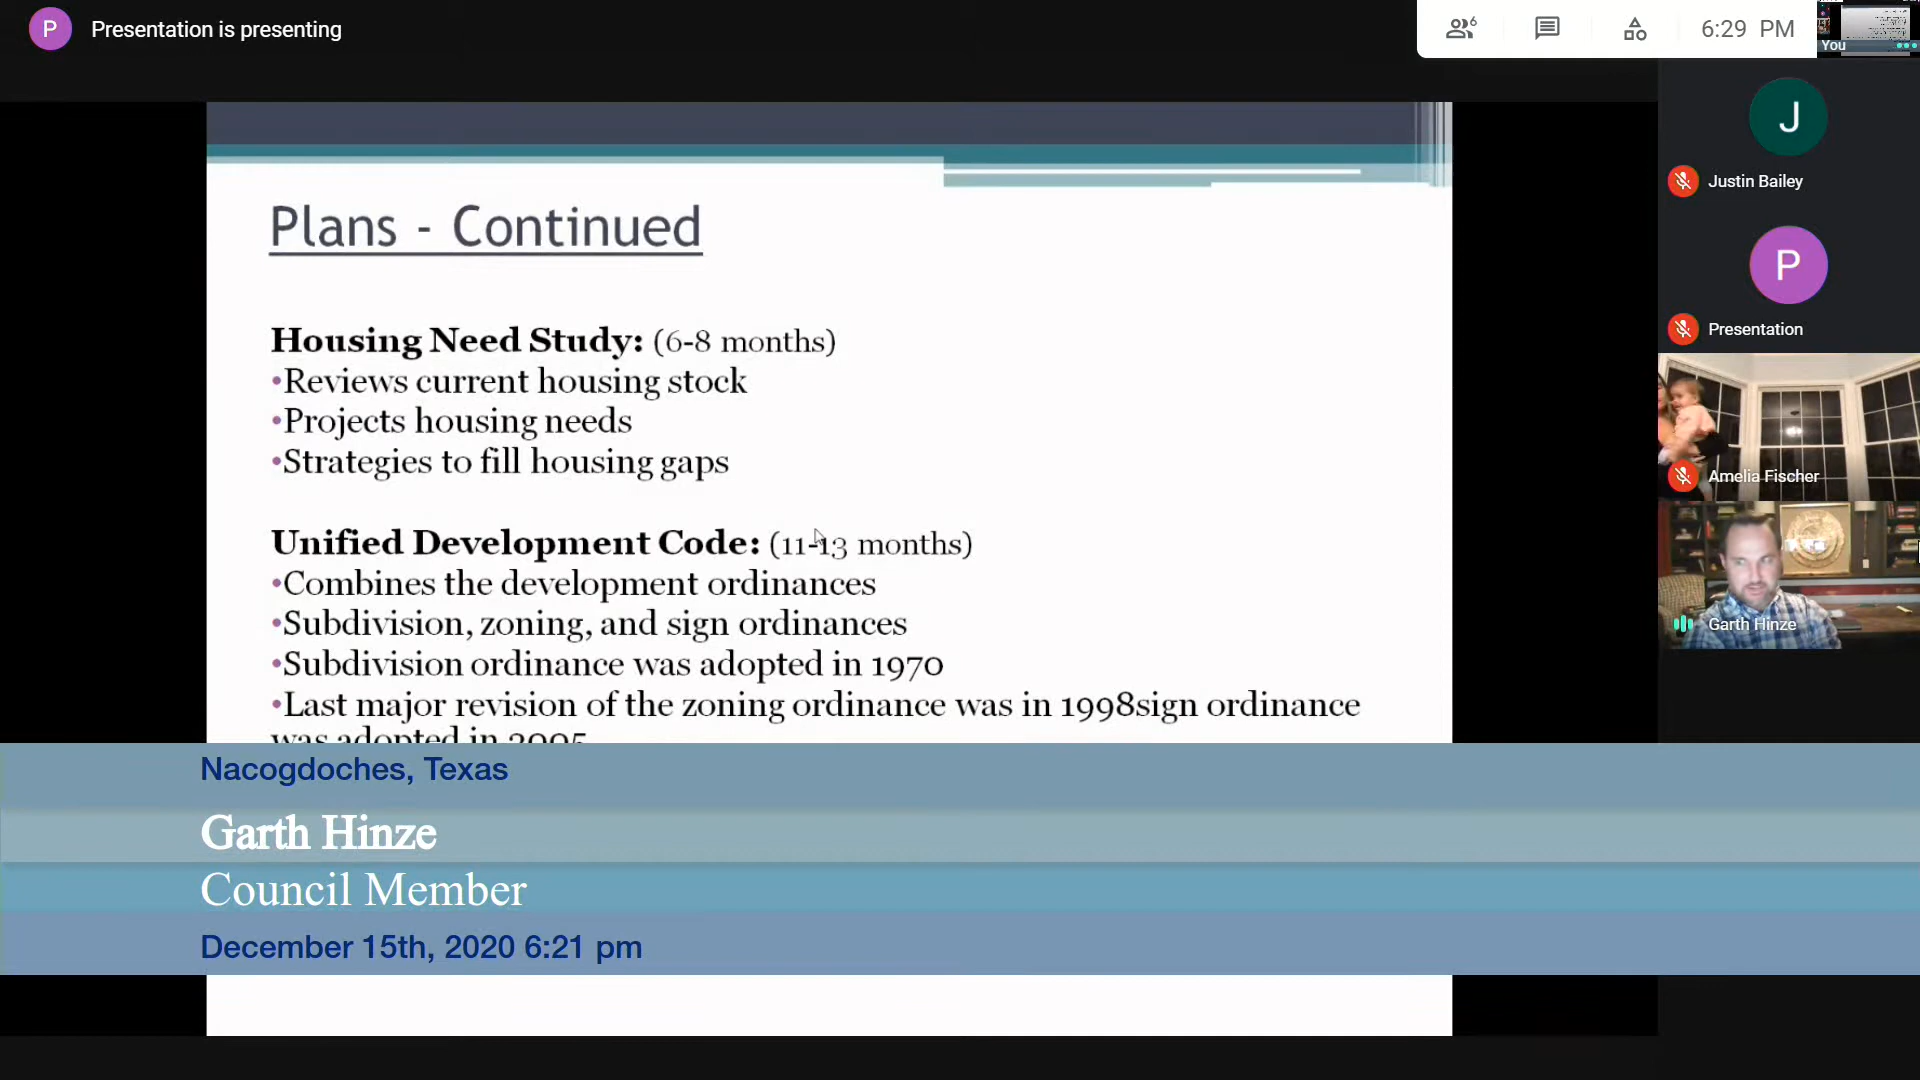 P Presentation is presenting
6 6:29 PM
You
J
Justin Bailey
P
Presentation
Amelia Fischer
Garth Hinze
Plans - Continued
Housing Need Study: (6-8 months)
•Reviews current housing stock
•Projects housing needs
•Strategies to fill housing gaps
Unified Development Code: (11-13 months)
•Combines the development ordinances
•Subdivision, zoning, and sign ordinances
•Subdivision ordinance was adopted in 1970
•Last major revision of the zoning ordinance was in 1998sign ordinance
was adopted in 2005
Nacogdoches, Texas
Garth Hinze
Council Member
December 15th, 2020 6:21 pm